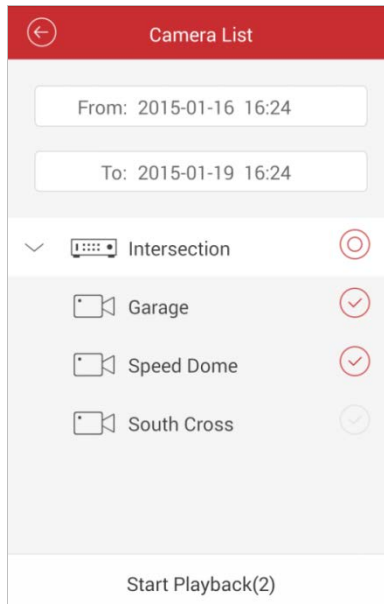 Camera List
From: 2015-01-16 16:24
To: 2015-01-19 16:24
Intersection
Garage
Speed Dome
South Cross
Start Playback(2)